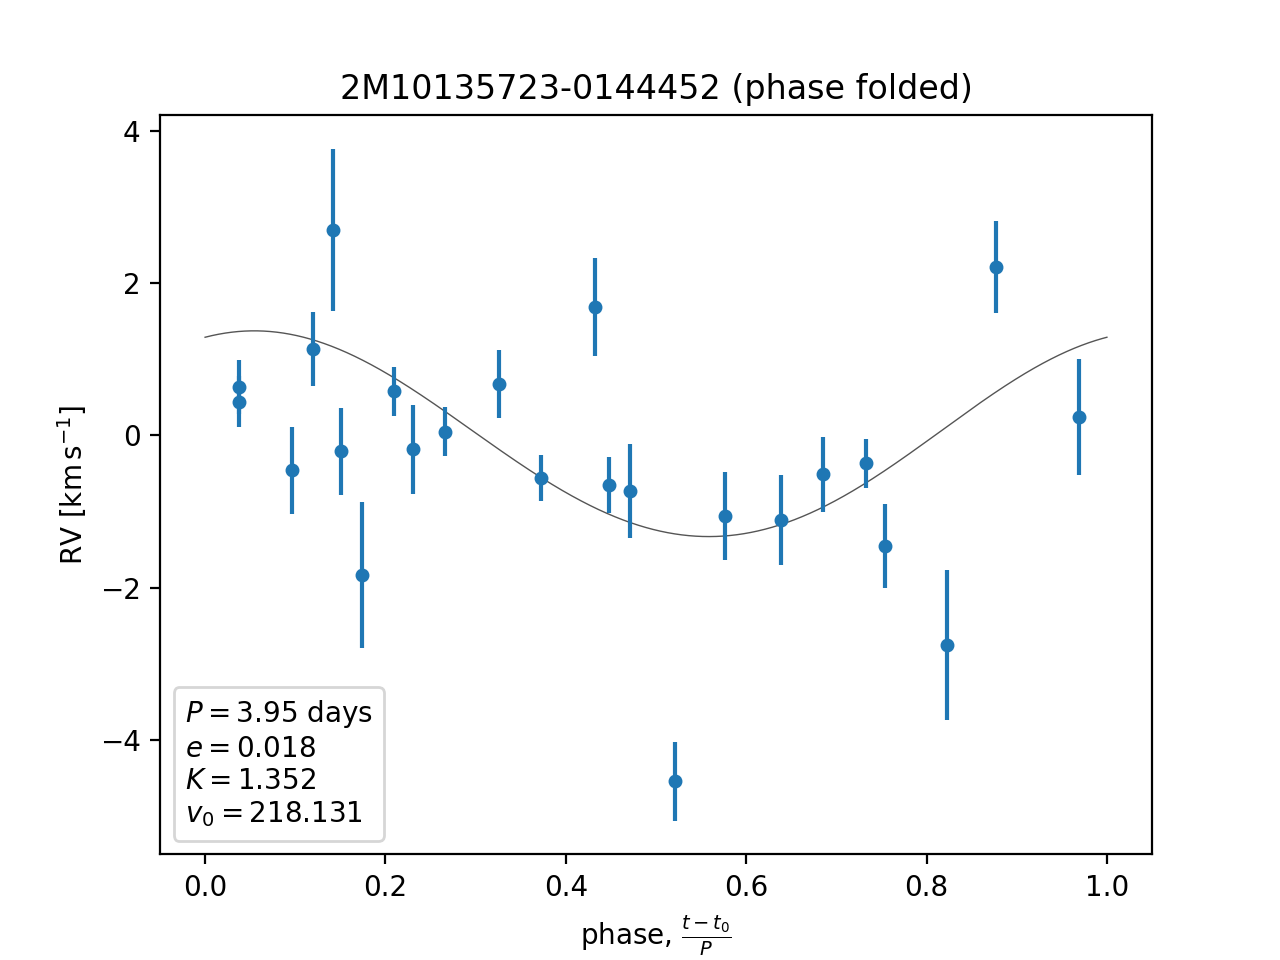 2M10135723-0144452 (phase folded)
4
2
0
−2
−4
RV [km s⁻¹]
P = 3.95 days
e = 0.018
K = 1.352
v₀ = 218.131
0.0 0.2 0.4 0.6 0.8 1.0
phase, (t − t₀)/P